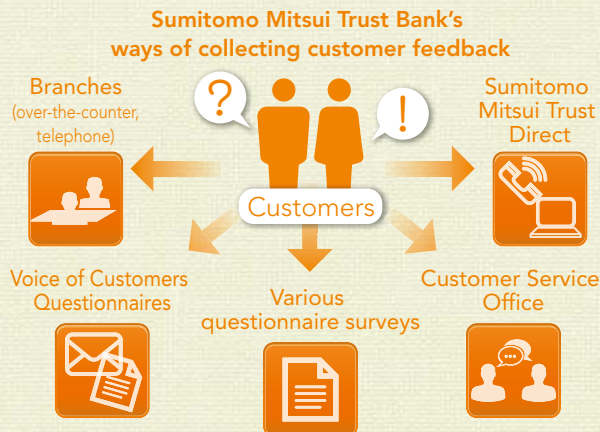 Sumitomo Mitsui Trust Bank's
ways of collecting customer feedback
Branches
(over-the-counter,
telephone)
?
!
Sumitomo
Mitsui Trust
Direct
Customers
Voice of Customers
Questionnaires
Various
questionnaire surveys
Customer Service
Office